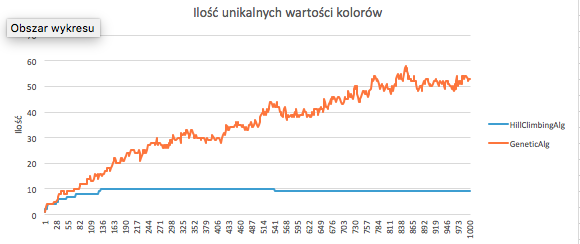 Ilość unikalnych wartości kolorów
Obszar wykresu
60
50
40
30
20
10
0
Ilość
1 28 55 82 109 136 163 190 217 244 271 298 325 352 379 406 433 460 487 514 541 568 595 622 649 676 703 730 757 784 811 838 865 892 919 946 973 1000
HillClimbingAlg
GeneticAlg